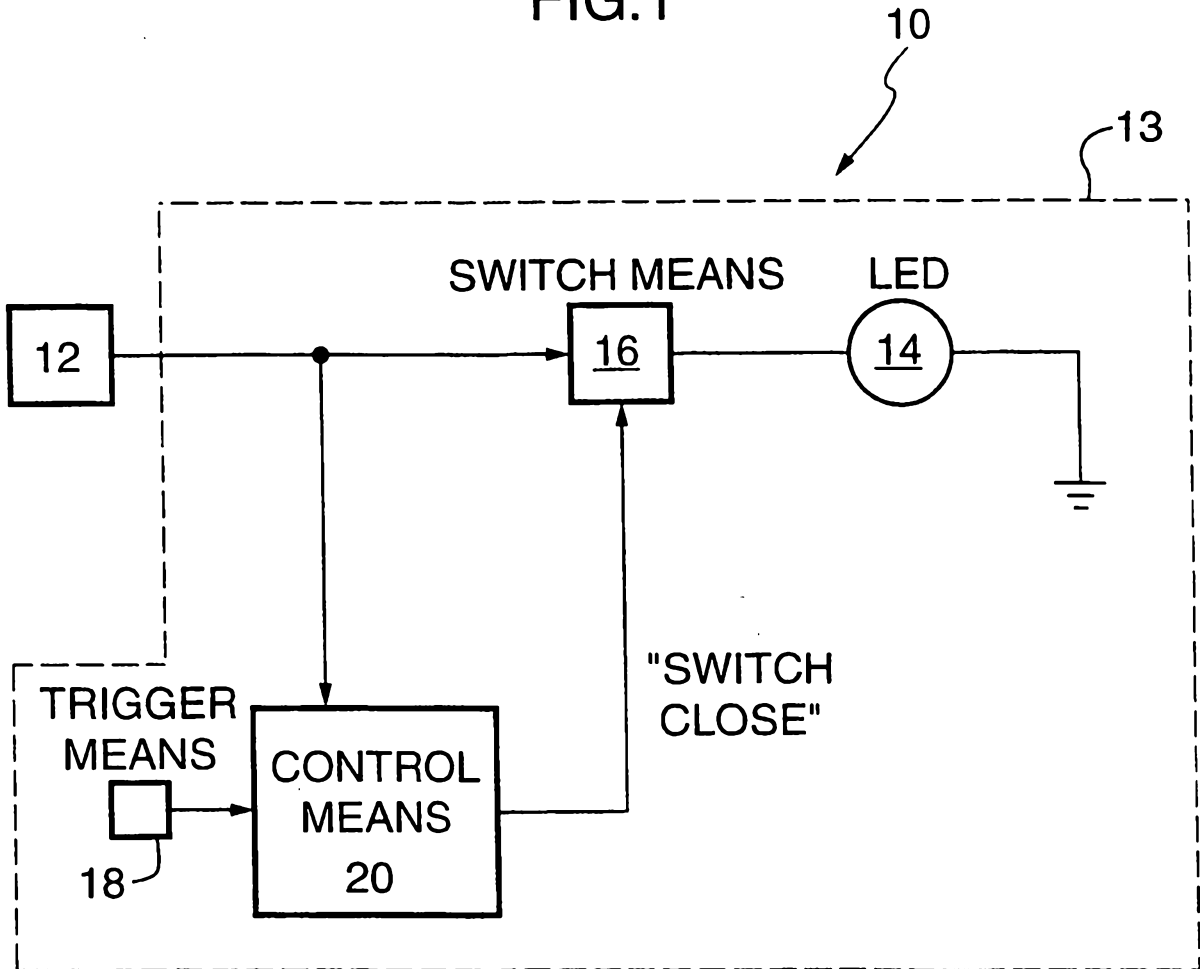 FIG.1
10
13
SWITCH MEANS
LED
12
16
14
"SWITCH
CLOSE"
TRIGGER
MEANS
CONTROL
MEANS
20
18